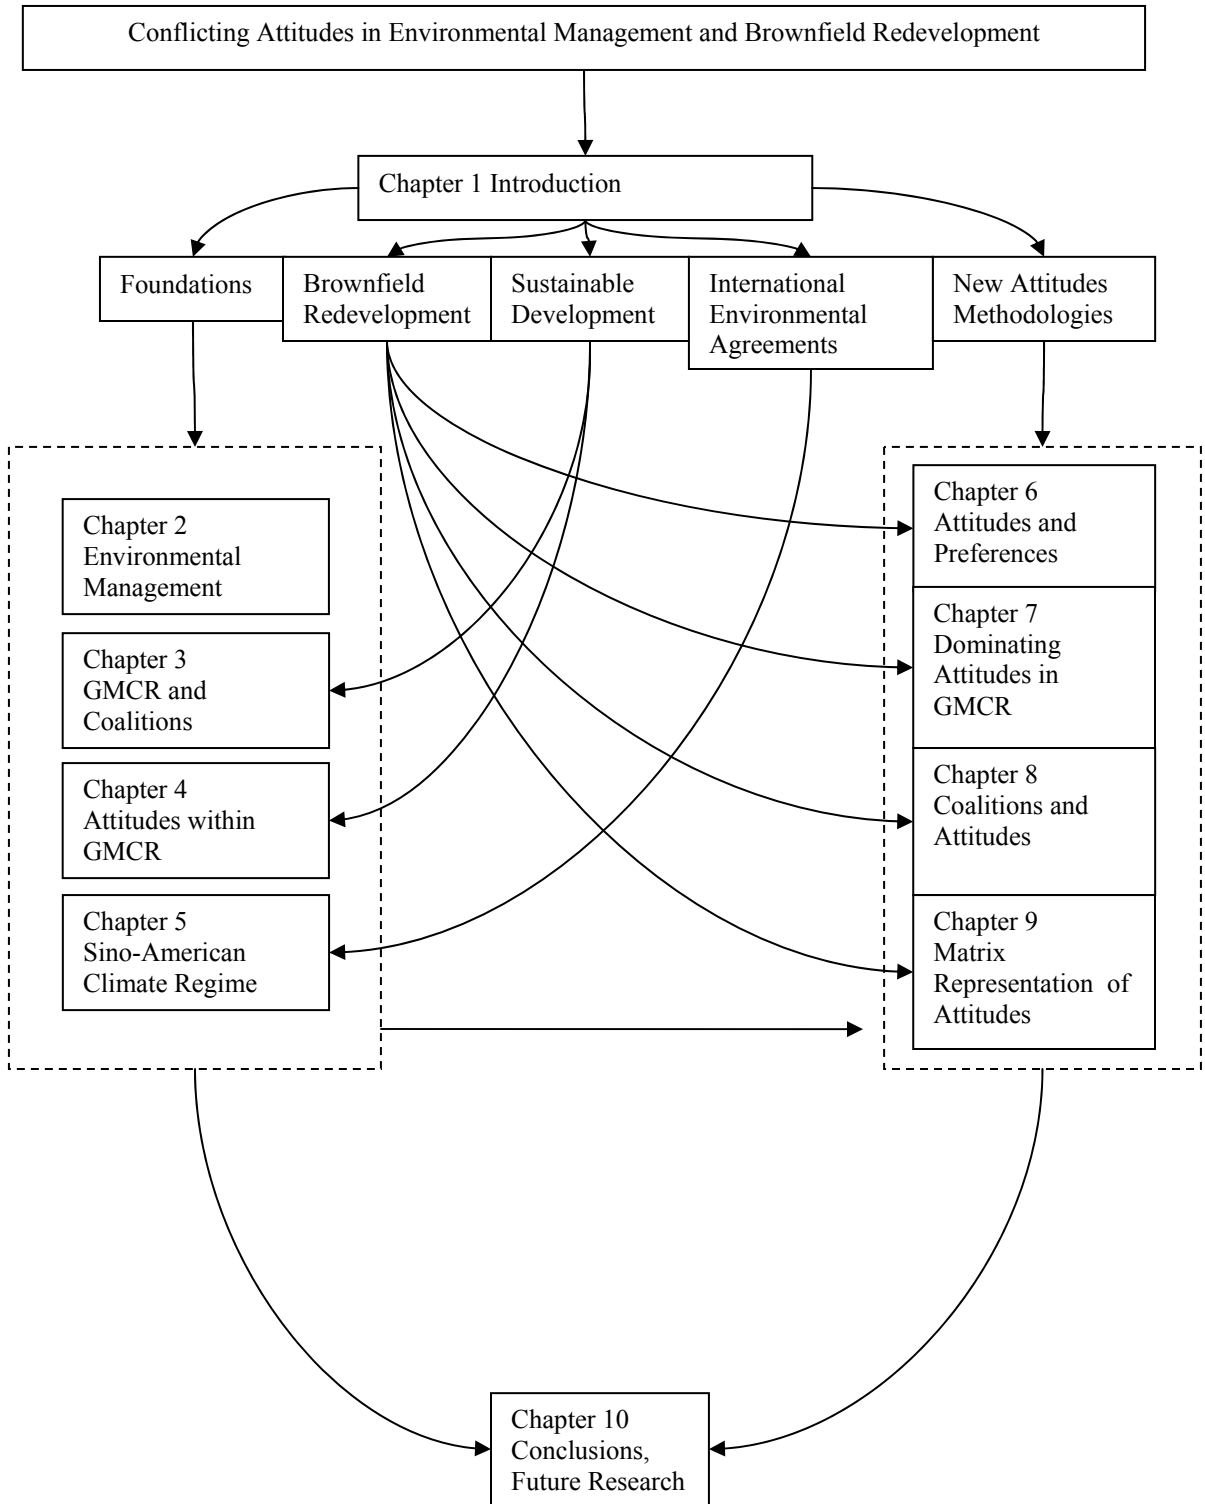 Conflicting Attitudes in Environmental Management and Brownfield Redevelopment
Chapter 1 Introduction
Foundations
Brownfield
Redevelopment
Sustainable
Development
International
Environmental
Agreements
New Attitudes
Methodologies
Chapter 2
Environmental
Management
Chapter 3
GMCR and
Coalitions
Chapter 4
Attitudes within
GMCR
Chapter 5
Sino-American
Climate Regime
Chapter 6
Attitudes and
Preferences
Chapter 7
Dominating
Attitudes in
GMCR
Chapter 8
Coalitions and
Attitudes
Chapter 9
Matrix
Representation of
Attitudes
Chapter 10
Conclusions,
Future Research